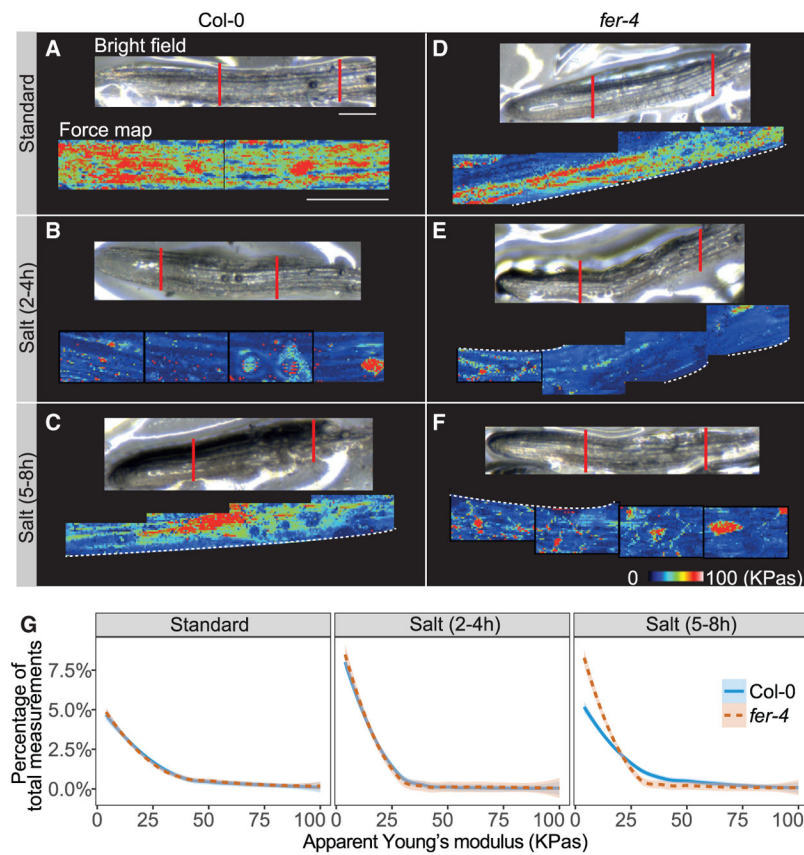 Col-0
fer-4
Standard
A
Bright field
Force map
D
Salt (2-4h)
B
E
Salt (5-8h)
C
F
0 100 (KPas)
G
Standard
Salt (2-4h)
Salt (5-8h)
Percentage of
total measurements
7.5%
5.0%
2.5%
0.0%
Col-0
fer-4
0 25 50 75 100
0 25 50 75 100
0 25 50 75 100
Apparent Young's modulus (KPas)